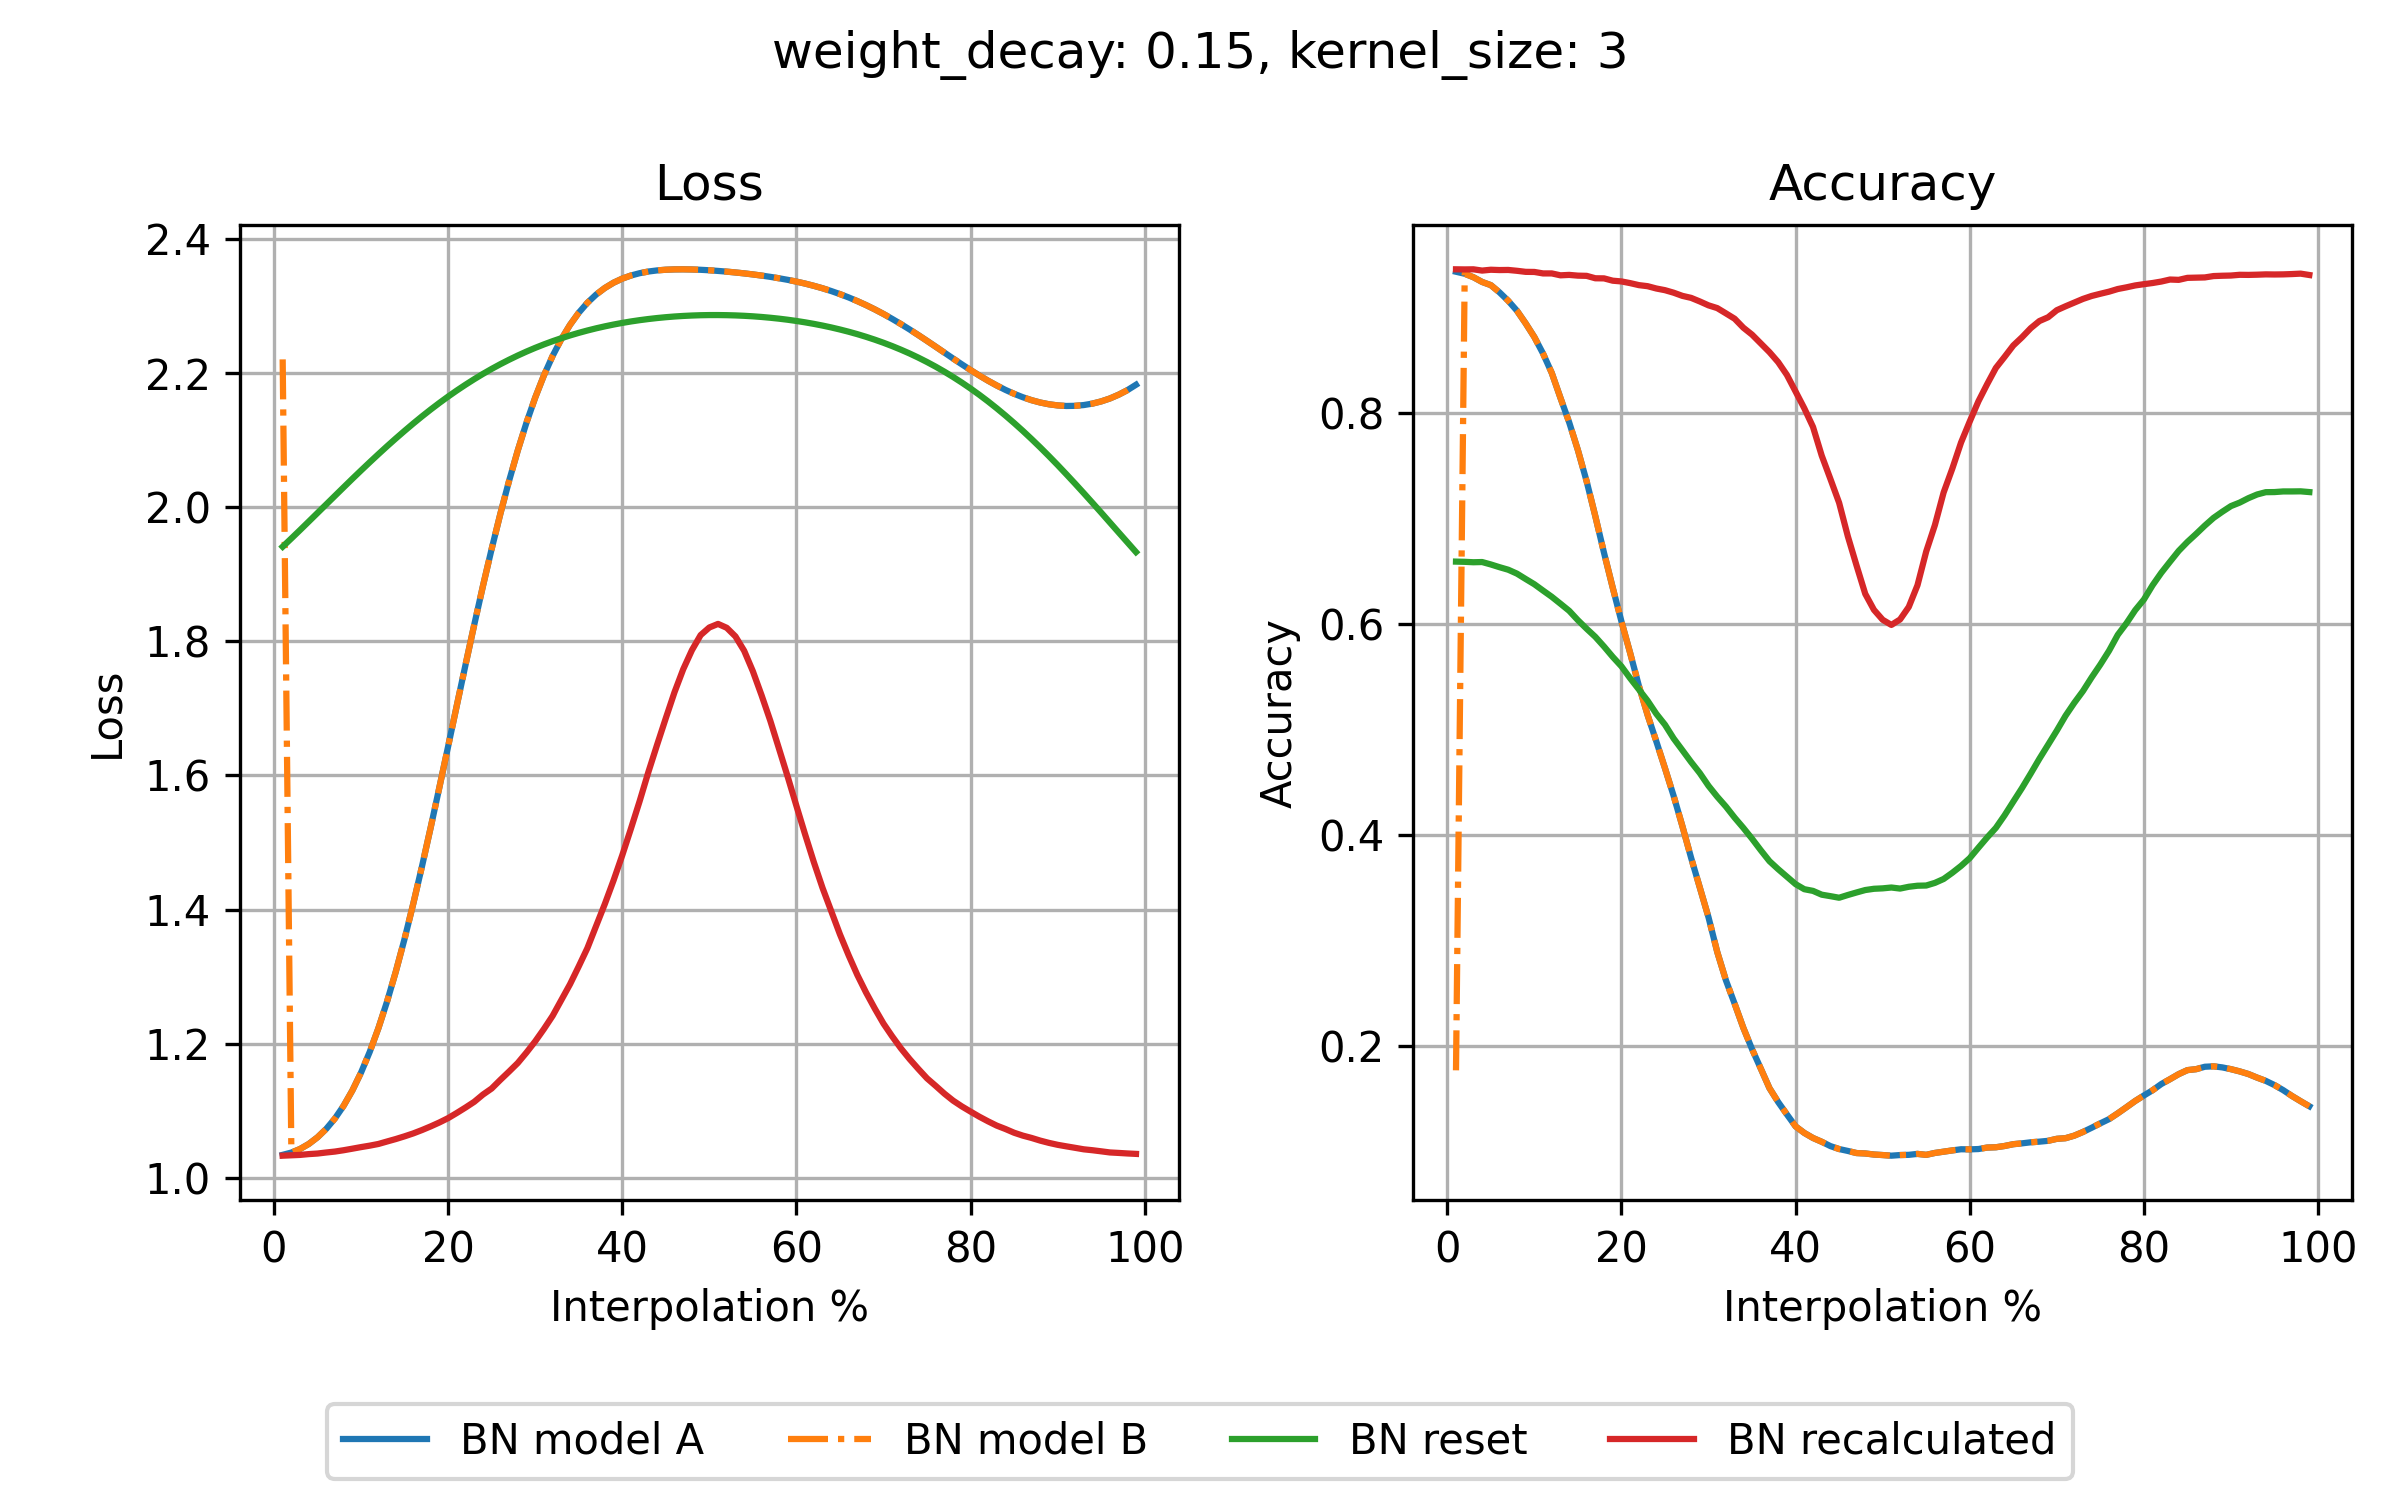 weight_decay: 0.15, kernel_size: 3
Loss
Loss
2.4
2.2
2.0
1.8
1.6
1.4
1.2
1.0
0 20 40 60 80 100
Interpolation %
Accuracy
Accuracy
0.8
0.6
0.4
0.2
0 20 40 60 80 100
Interpolation %
BN model A BN model B BN reset BN recalculated